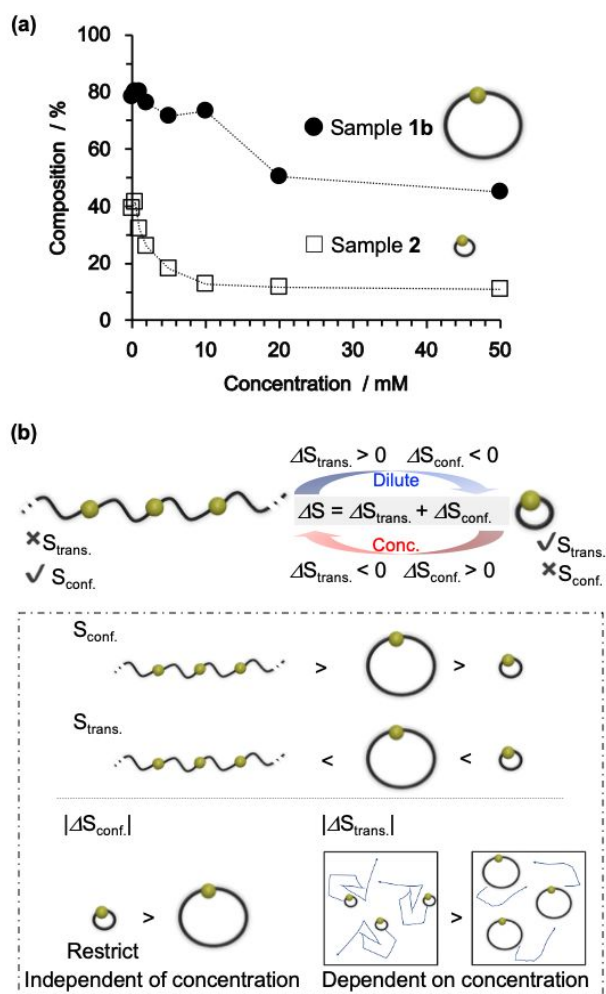 (a)
100
80
60
40
20
0
Composition / %
Sample 1b
Sample 2
0 10 20 30 40 50
Concentration / mM
(b)
ΔStrans. > 0 ΔSconf. < 0
Dilute
ΔS = ΔStrans. + ΔSconf.
Conc.
ΔStrans. < 0 ΔSconf. > 0
×Strans.
✓Sconf.
✓Strans.
×Sconf.
Sconf.
> >
Strans.
< <
|ΔSconf.|
>
Restrict
Independent of concentration
|ΔStrans.|
>
Dependent on concentration